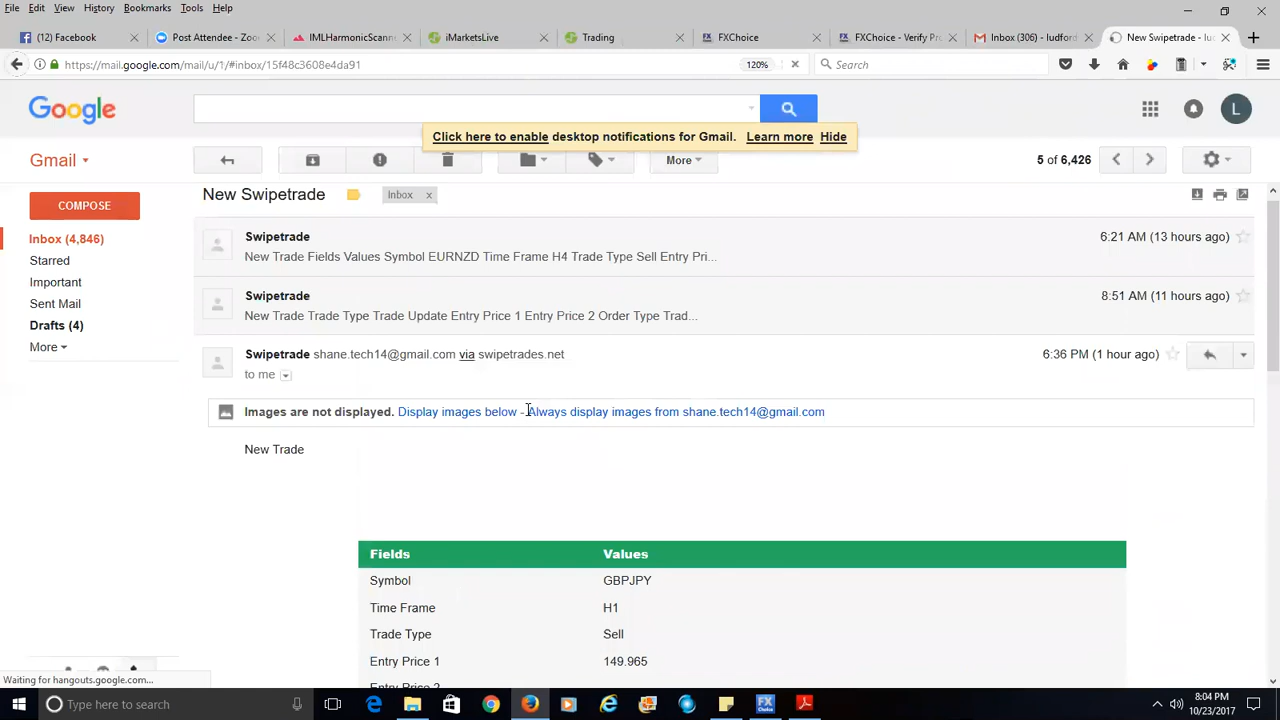 File Edit View History Bookmarks Tools Help
(12) Facebook
Post Attendee - Zoo
IMLHarmonicScanne
iMarketsLive
Trading
FXChoice
FXChoice - Verify Pro
Inbox (306) - ludford
New Swipetrade - lud
https://mail.google.com/mail/u/1/#inbox/15f48c3608e4da91
120%
Search
Google
Click here to enable desktop notifications for Gmail. Learn more Hide
Gmail
More
5 of 6,426
COMPOSE
New Swipetrade
Inbox x
Inbox (4,846)
Starred
Important
Sent Mail
Drafts (4)
More
Swipetrade
6:21 AM (13 hours ago)
New Trade Fields Values Symbol EURNZD Time Frame H4 Trade Type Sell Entry Pri...
Swipetrade
8:51 AM (11 hours ago)
New Trade Trade Type Trade Update Entry Price 1 Entry Price 2 Order Type Trad...
Swipetrade shane.tech14@gmail.com via swipetrades.net
6:36 PM (1 hour ago)
to me
Images are not displayed. Display images below - Always display images from shane.tech14@gmail.com
New Trade
Fields Values
Symbol GBPJPY
Time Frame H1
Trade Type Sell
Entry Price 1 149.965
Entry Price 2
Waiting for hangouts.google.com...
Type here to search
8:04 PM
10/23/2017